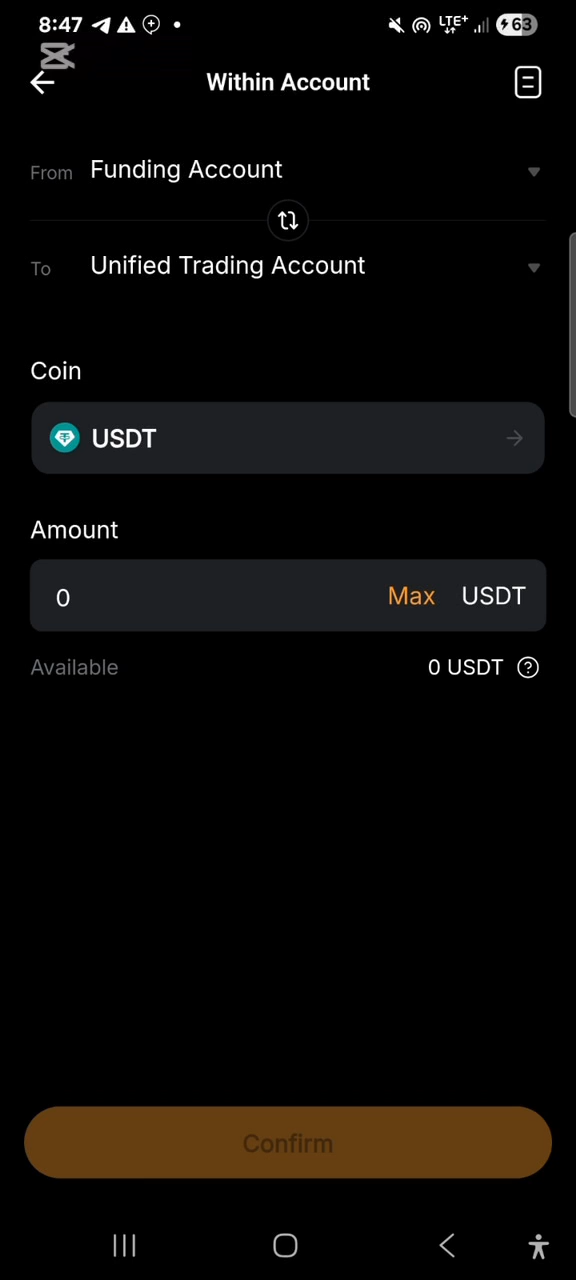 8:47 LTE+ 63
Within Account
From Funding Account
To Unified Trading Account
Coin
USDT
Amount
0 Max USDT
Available 0 USDT
Confirm